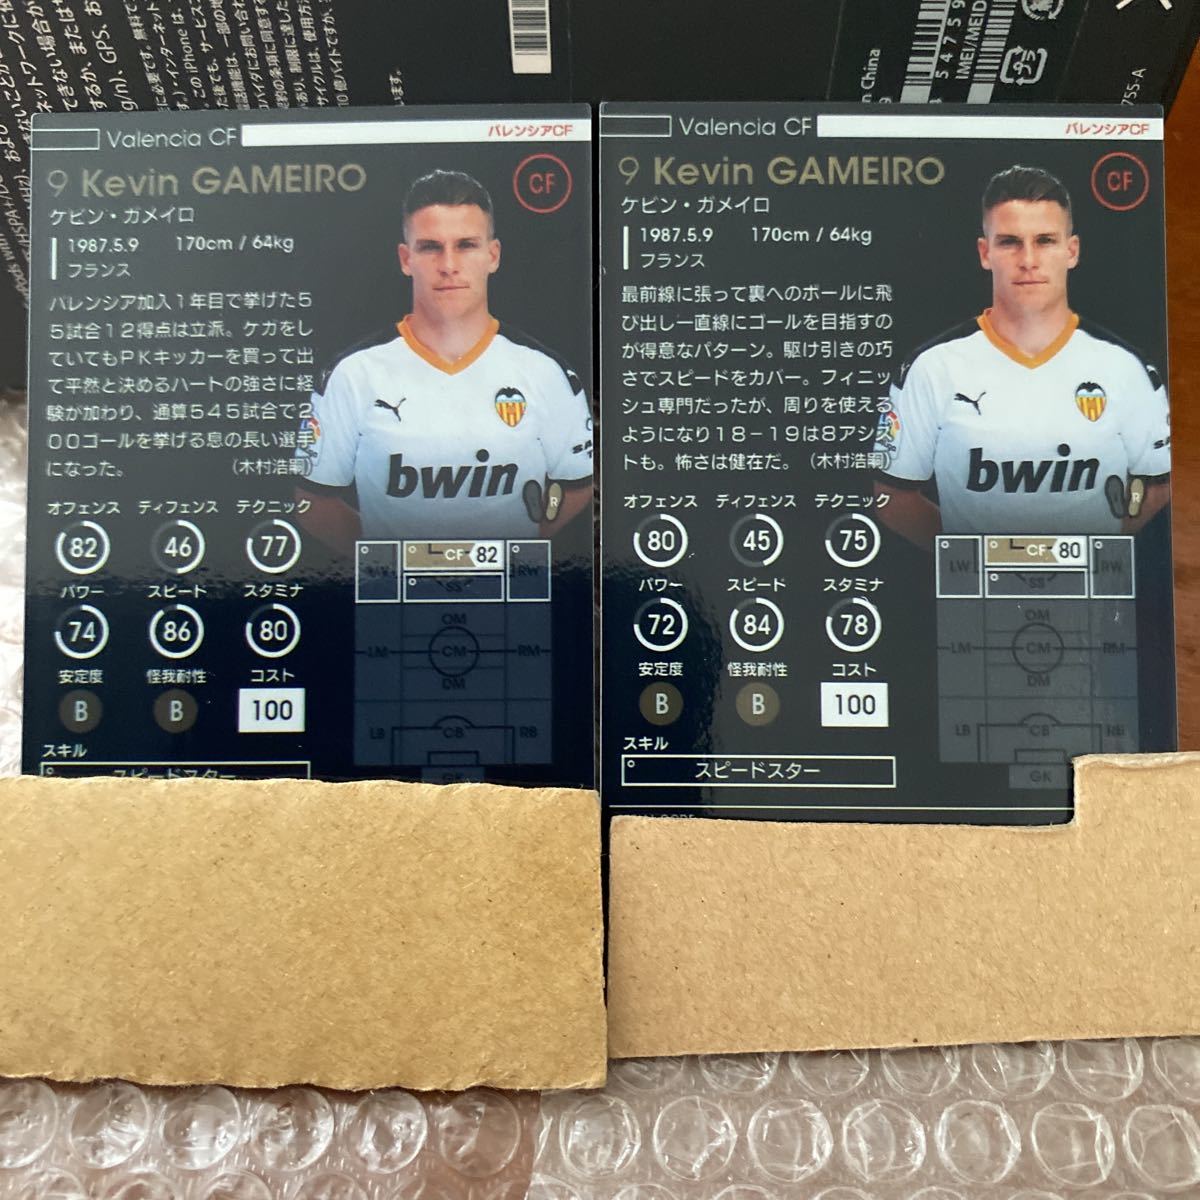 Valencia CF
バレンシアCF
9 Kevin GAMEIRO
CF
ケビン・ガメイロ
1987.5.9 170cm / 64kg
フランス
バレンシア加入1年目で挙げた5
5試合12得点は立派。ケガをし
ていてもPKキッカーを買って出
て平然と決めるハートの強さに経
験が加わり、通算545試合で2
00ゴールを挙げる息の長い選手
になった。 (木村浩嗣)
bwin
R
オフェンス ディフェンス テクニック
82 46 77
パワー スピード スタミナ
74 86 80
安定度 怪我耐性 コスト
B B 100
スキル
スピードスター
CF 82
LW SS RW
OM
LM CM RM
DM
LB CB RB
GK
Valencia CF
バレンシアCF
9 Kevin GAMEIRO
CF
ケビン・ガメイロ
1987.5.9 170cm / 64kg
フランス
最前線に張って裏へのボールに飛
び出し一直線にゴールを目指すの
が得意なパターン。駆け引きの巧
さでスピードをカバー。フィニッ
シュ専門だったが、周りを使える
ようになり18-19は8アシス
トも。怖さは健在だ。(木村浩嗣)
bwin
R
オフェンス ディフェンス テクニック
80 45 75
パワー スピード スタミナ
72 84 78
安定度 怪我耐性 コスト
B B 100
スキル
スピードスター
CF 80
LW SS RW
OM
LM CM RM
DM
LB CB RB
GK
IMEI/MEID
プラ